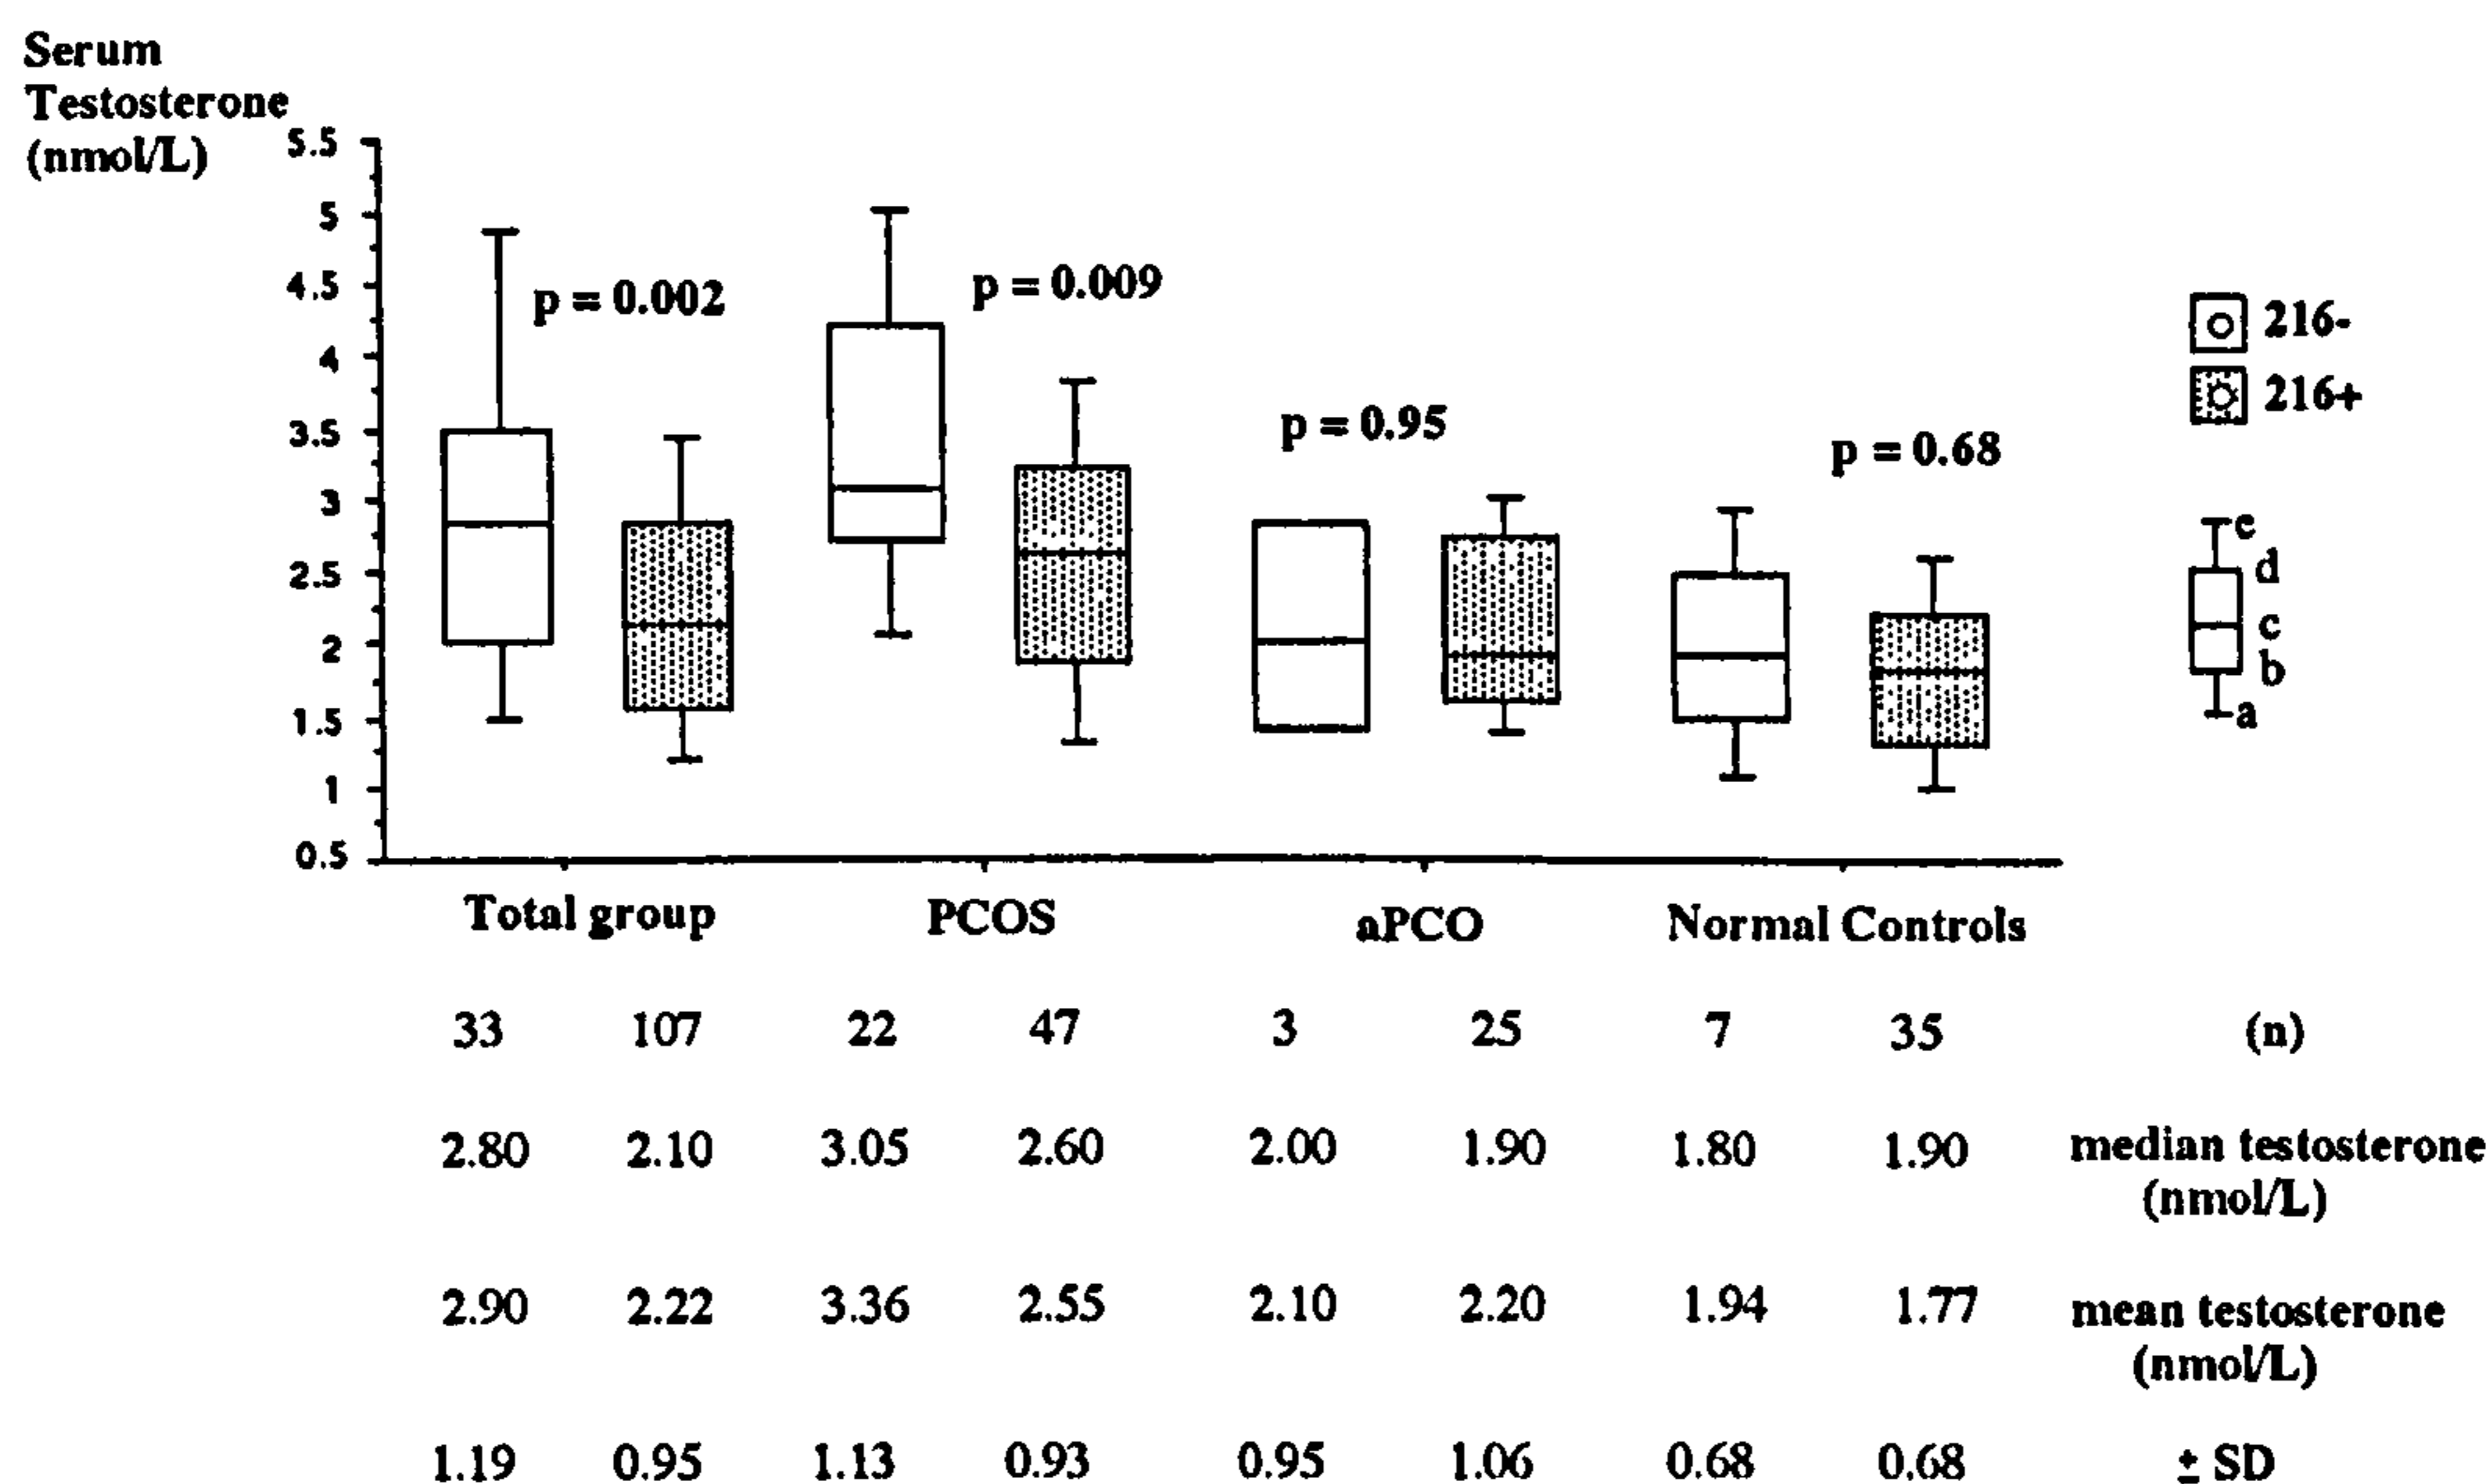 Serum
Testosterone
(nmol/L)
5.5
5
4.5
4
3.5
3
2.5
2
1.5
1
0.5
p = 0.002
p = 0.009
p = 0.95
p = 0.68
216-
216+
e
d
c
b
a
Total group PCOS aPCO Normal Controls
33 107 22 47 3 25 7 35 (n)
2.80 2.10 3.05 2.60 2.00 1.90 1.80 1.90 median testosterone
(nmol/L)
2.90 2.22 3.36 2.55 2.10 2.20 1.94 1.77 mean testosterone
(nmol/L)
1.19 0.95 1.13 0.93 0.95 1.06 0.68 0.68 ± SD